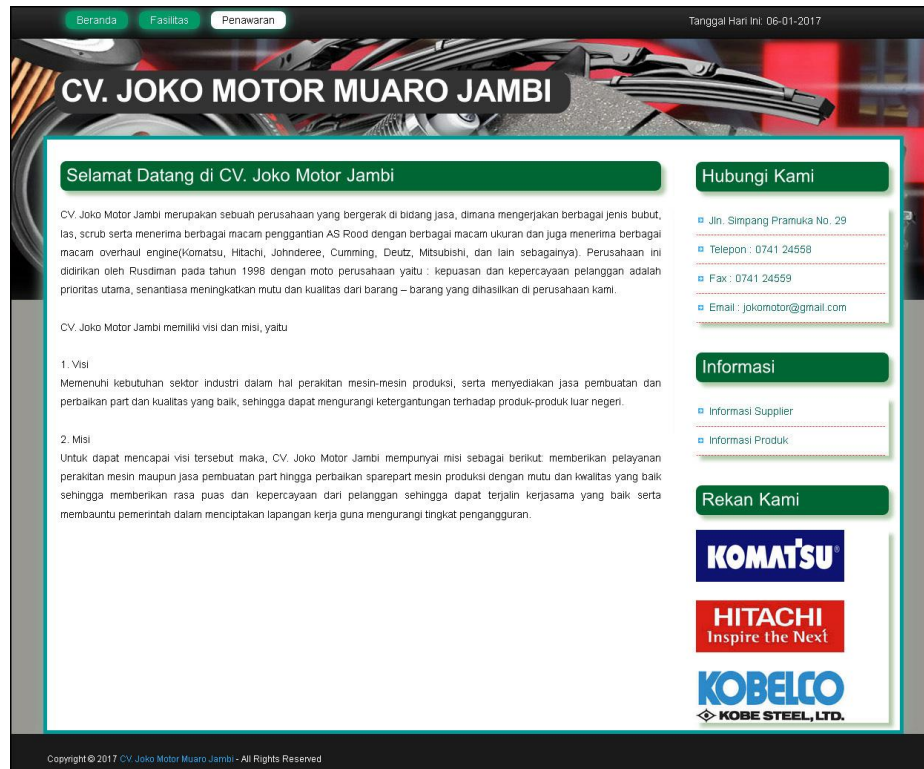 Beranda Fasilitas Penawaran Tanggal Hari Ini: 06-01-2017
CV. JOKO MOTOR MUARO JAMBI
Selamat Datang di CV. Joko Motor Jambi
CV. Joko Motor Jambi merupakan sebuah perusahaan yang bergerak di bidang jasa, dimana mengerjakan berbagai jenis bubut,
las, scrub serta menerima berbagai macam penggantian AS Rood dengan berbagai macam ukuran dan juga menerima berbagai
macam overhaul engine(Komatsu, Hitachi, Johnderee, Cumming, Deutz, Mitsubishi, dan lain sebagainya). Perusahaan ini
didirikan oleh Rusdiman pada tahun 1998 dengan moto perusahaan yaitu : kepuasan dan kepercayaan pelanggan adalah
prioritas utama, senantiasa meningkatkan mutu dan kualitas dari barang – barang yang dihasilkan di perusahaan kami.
CV. Joko Motor Jambi memiliki visi dan misi, yaitu
1. Visi
Memenuhi kebutuhan sektor industri dalam hal perakitan mesin-mesin produksi, serta menyediakan jasa pembuatan dan
perbaikan part dan kualitas yang baik, sehingga dapat mengurangi ketergantungan terhadap produk-produk luar negeri.
2. Misi
Untuk dapat mencapai visi tersebut maka, CV. Joko Motor Jambi mempunyai misi sebagai berikut: memberikan pelayanan
perakitan mesin maupun jasa pembuatan part hingga perbaikan sparepart mesin produksi dengan mutu dan kwalitas yang baik
sehingga memberikan rasa puas dan kepercayaan dari pelanggan sehingga dapat terjalin kerjasama yang baik serta
membauntu pemerintah dalam menciptakan lapangan kerja guna mengurangi tingkat pengangguran.
Hubungi Kami
Jln. Simpang Pramuka No. 29
Telepon : 0741 24558
Fax : 0741 24559
Email : jokomotor@gmail.com
Informasi
Informasi Supplier
Informasi Produk
Rekan Kami
KOMATSU®
HITACHI
Inspire the Next
KOBELCO
KOBE STEEL, LTD.
Copyright © 2017 CV. Joko Motor Muaro Jambi - All Rights Reserved